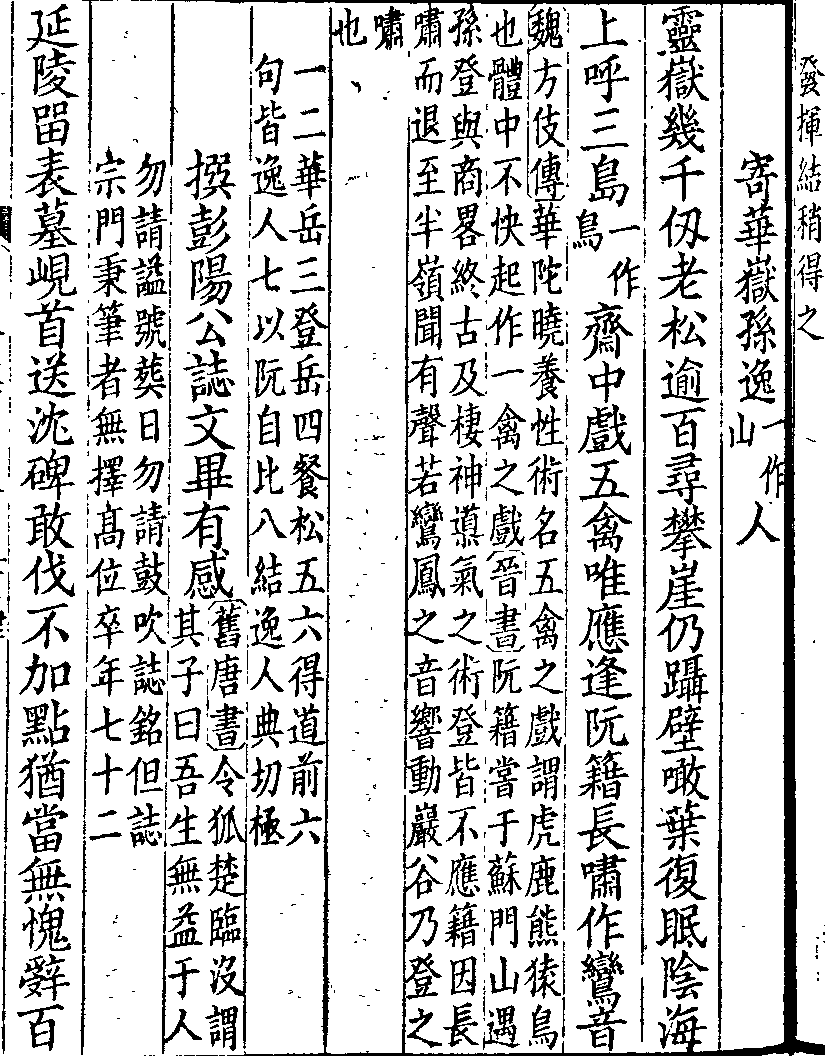 發揮結稍得之
寄華嶽孫逸一作山人
靈嶽幾千仭老松逾百尋攀崖仍躡壁噉葉復眠陰海
上呼三島一作鳥齋中戲五禽唯應逢阮籍長嘯作鸞音
魏方伎傳華陀曉養性術名五禽之戲謂虎鹿熊猿鳥
也體中不快起作一禽之戲晉書阮籍嘗于蘇門山遇
孫登與商畧終古及棲神導氣之術登皆不應籍因長
嘯而退至半嶺聞有聲若鸞鳳之音響動巖谷乃登之
嘯
也
一二華岳三登岳四餐松五六得道前六
句皆逸人七以阮自比八結逸人典切極
撰彭陽公誌文畢有感舊唐書令狐楚臨沒謂
其子曰吾生無益于人
勿請謚號葬日勿請鼓吹誌銘但誌
宗門秉筆者無擇髙位卒年七十二
延陵畱表墓峴首送沈碑敢伐不加點猶當無愧辭百